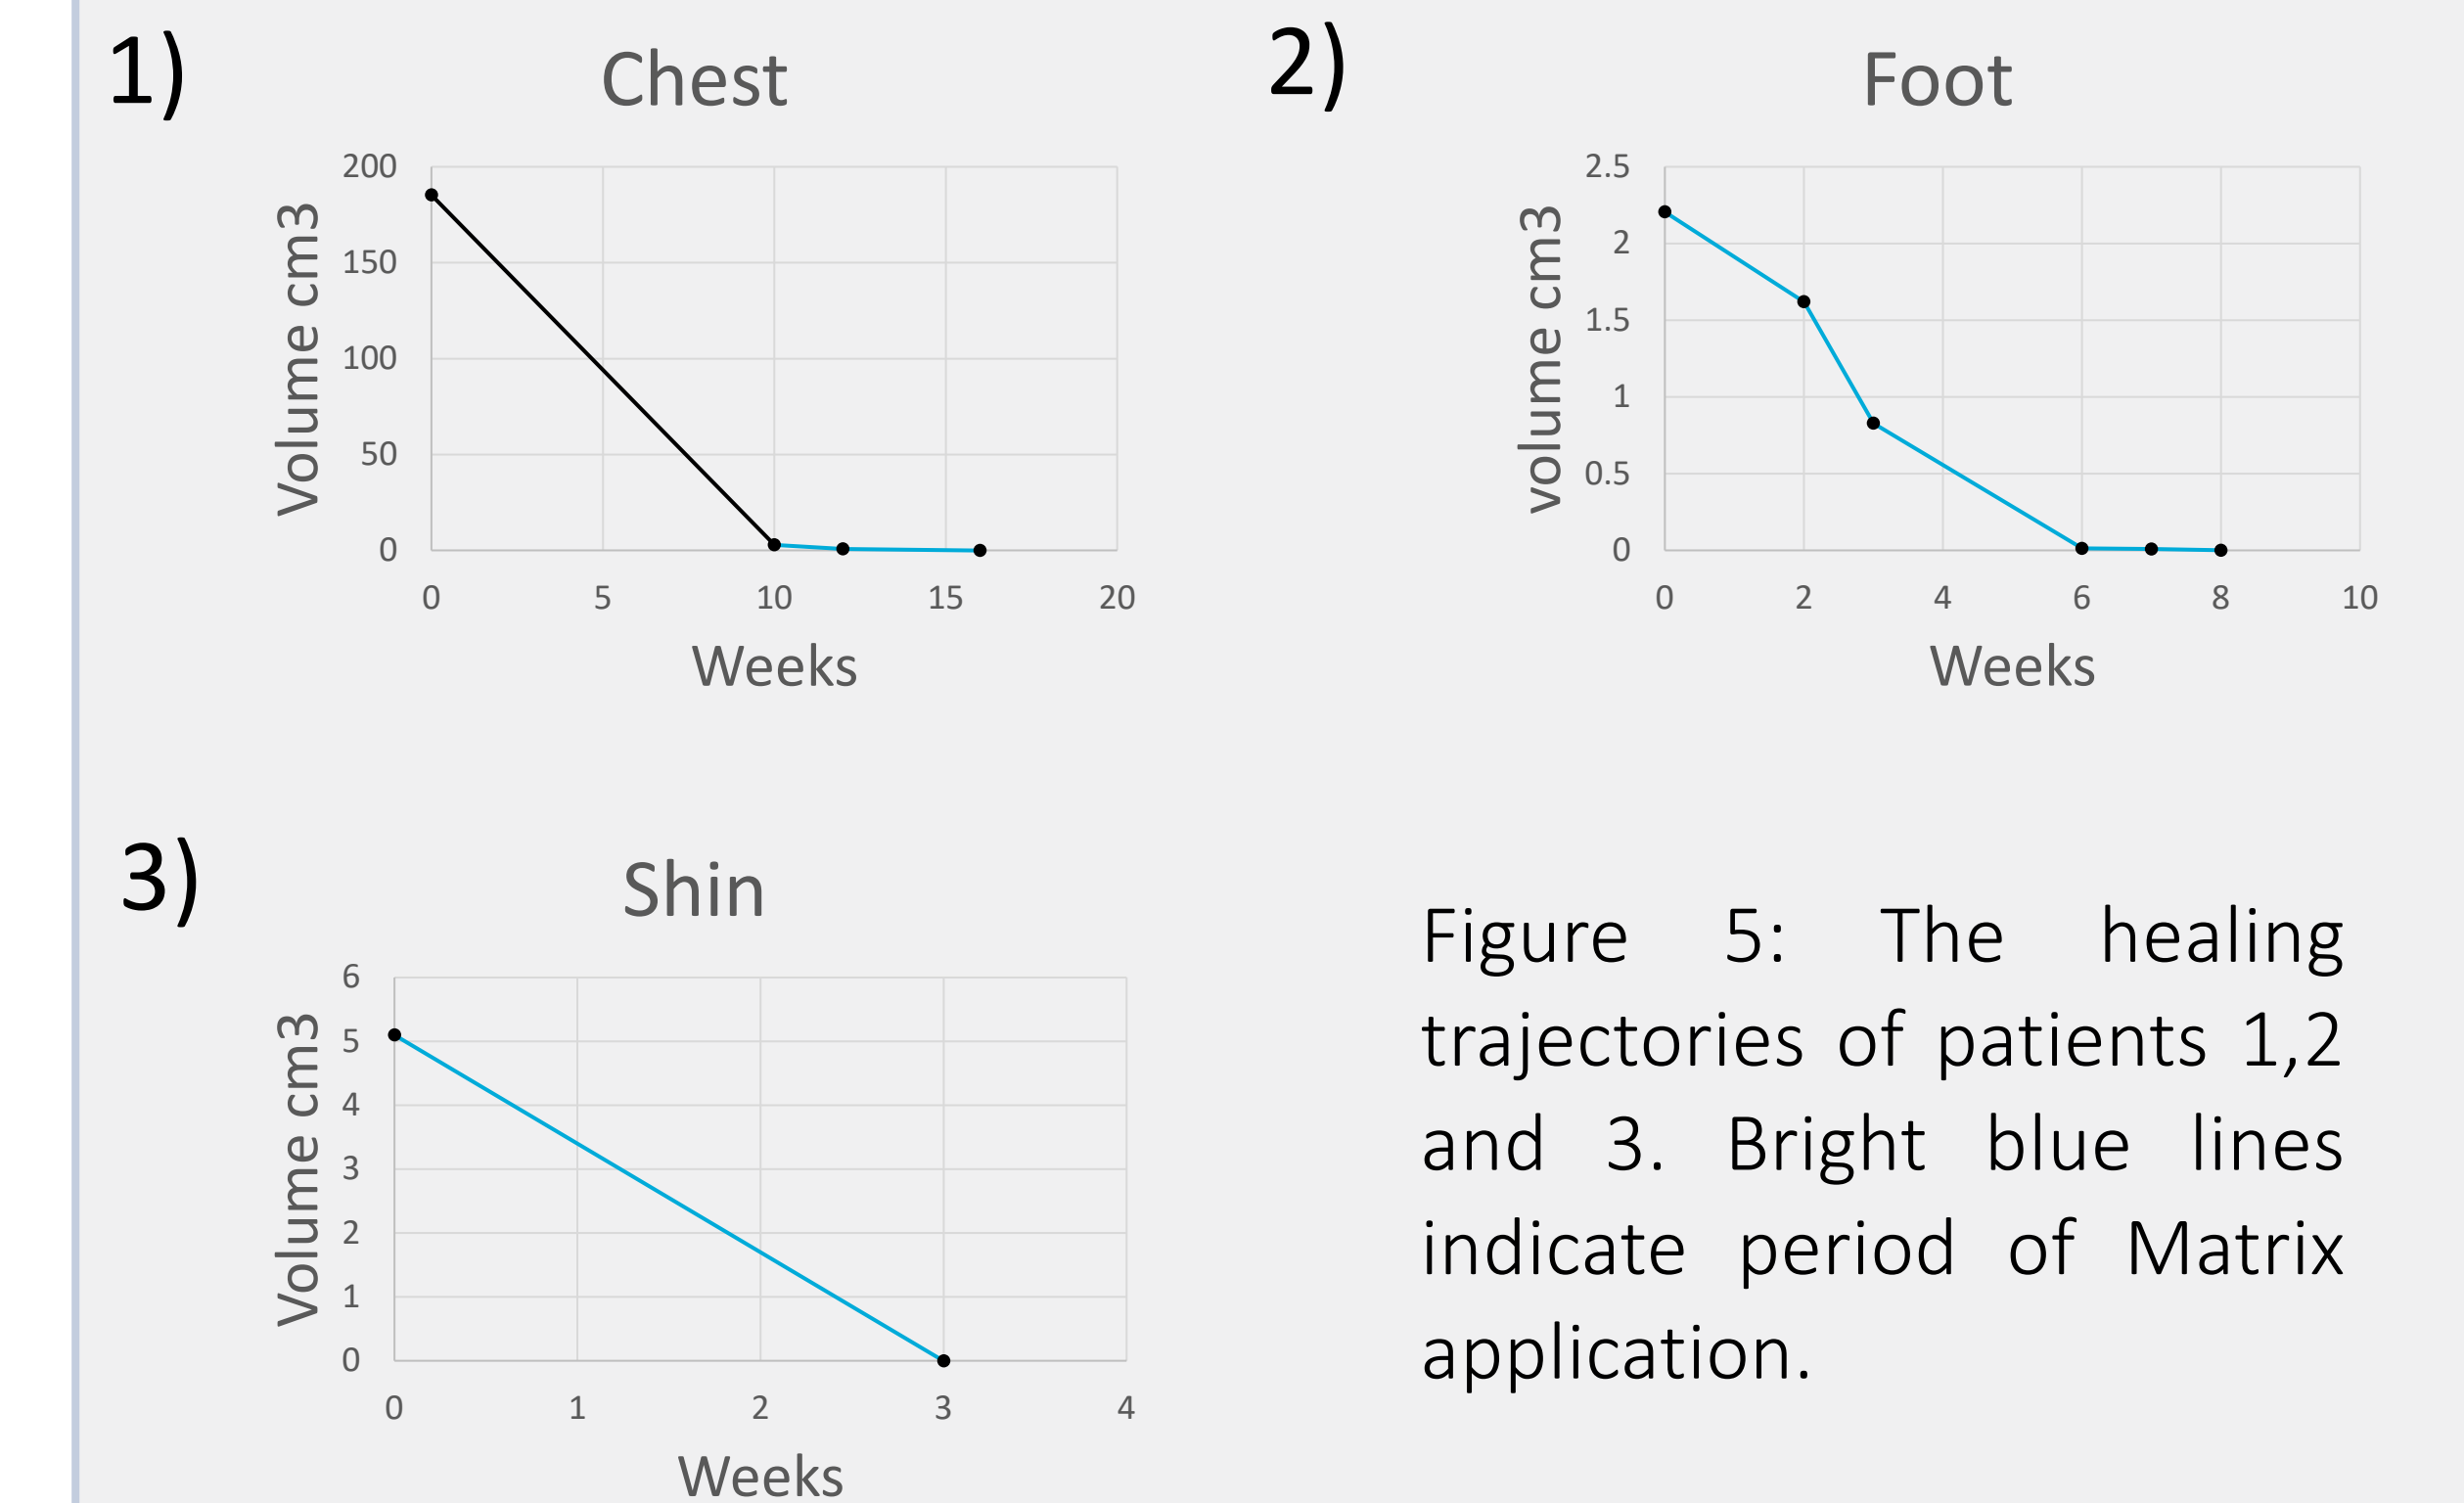 1)
Chest
200
150
100
50
0
Volume cm3
0 5 10 15 20
Weeks
2)
Foot
2.5
2
1.5
1
0.5
0
volume cm3
0 2 4 6 8 10
Weeks
3)
Shin
6
5
4
3
2
1
0
Volume cm3
0 1 2 3 4
Weeks
Figure 5: The healing
trajectories of patients 1,2
and 3. Bright blue lines
indicate period of Matrix
application.